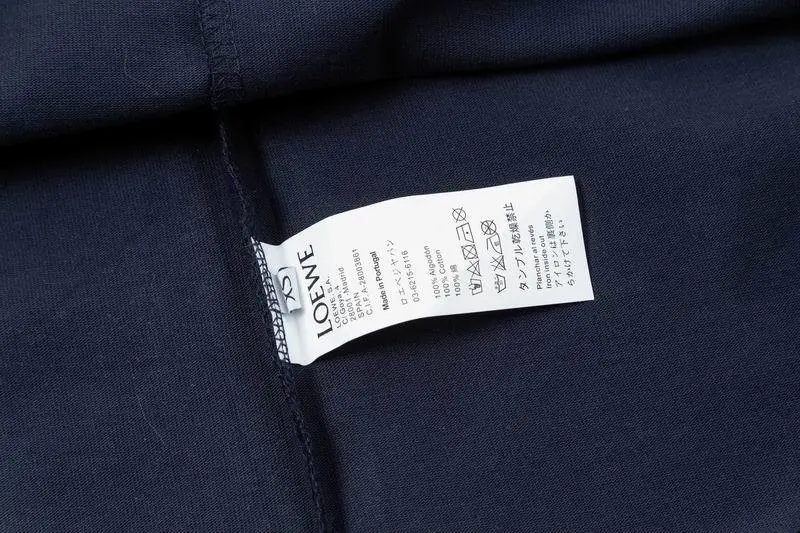 XS
LOEWE
LOEWE S.A.
C/ Goya 4
28001 - Madrid
SPAIN
C.I.F. A-28003861
Made in Portugal
ロエベジャパン
03-6215-6116
100% Algodón
100% Cotton
100% 綿
タンブル乾燥禁止
Planchar al revés
Iron inside out
アイロンは裏側か
らかけて下さい